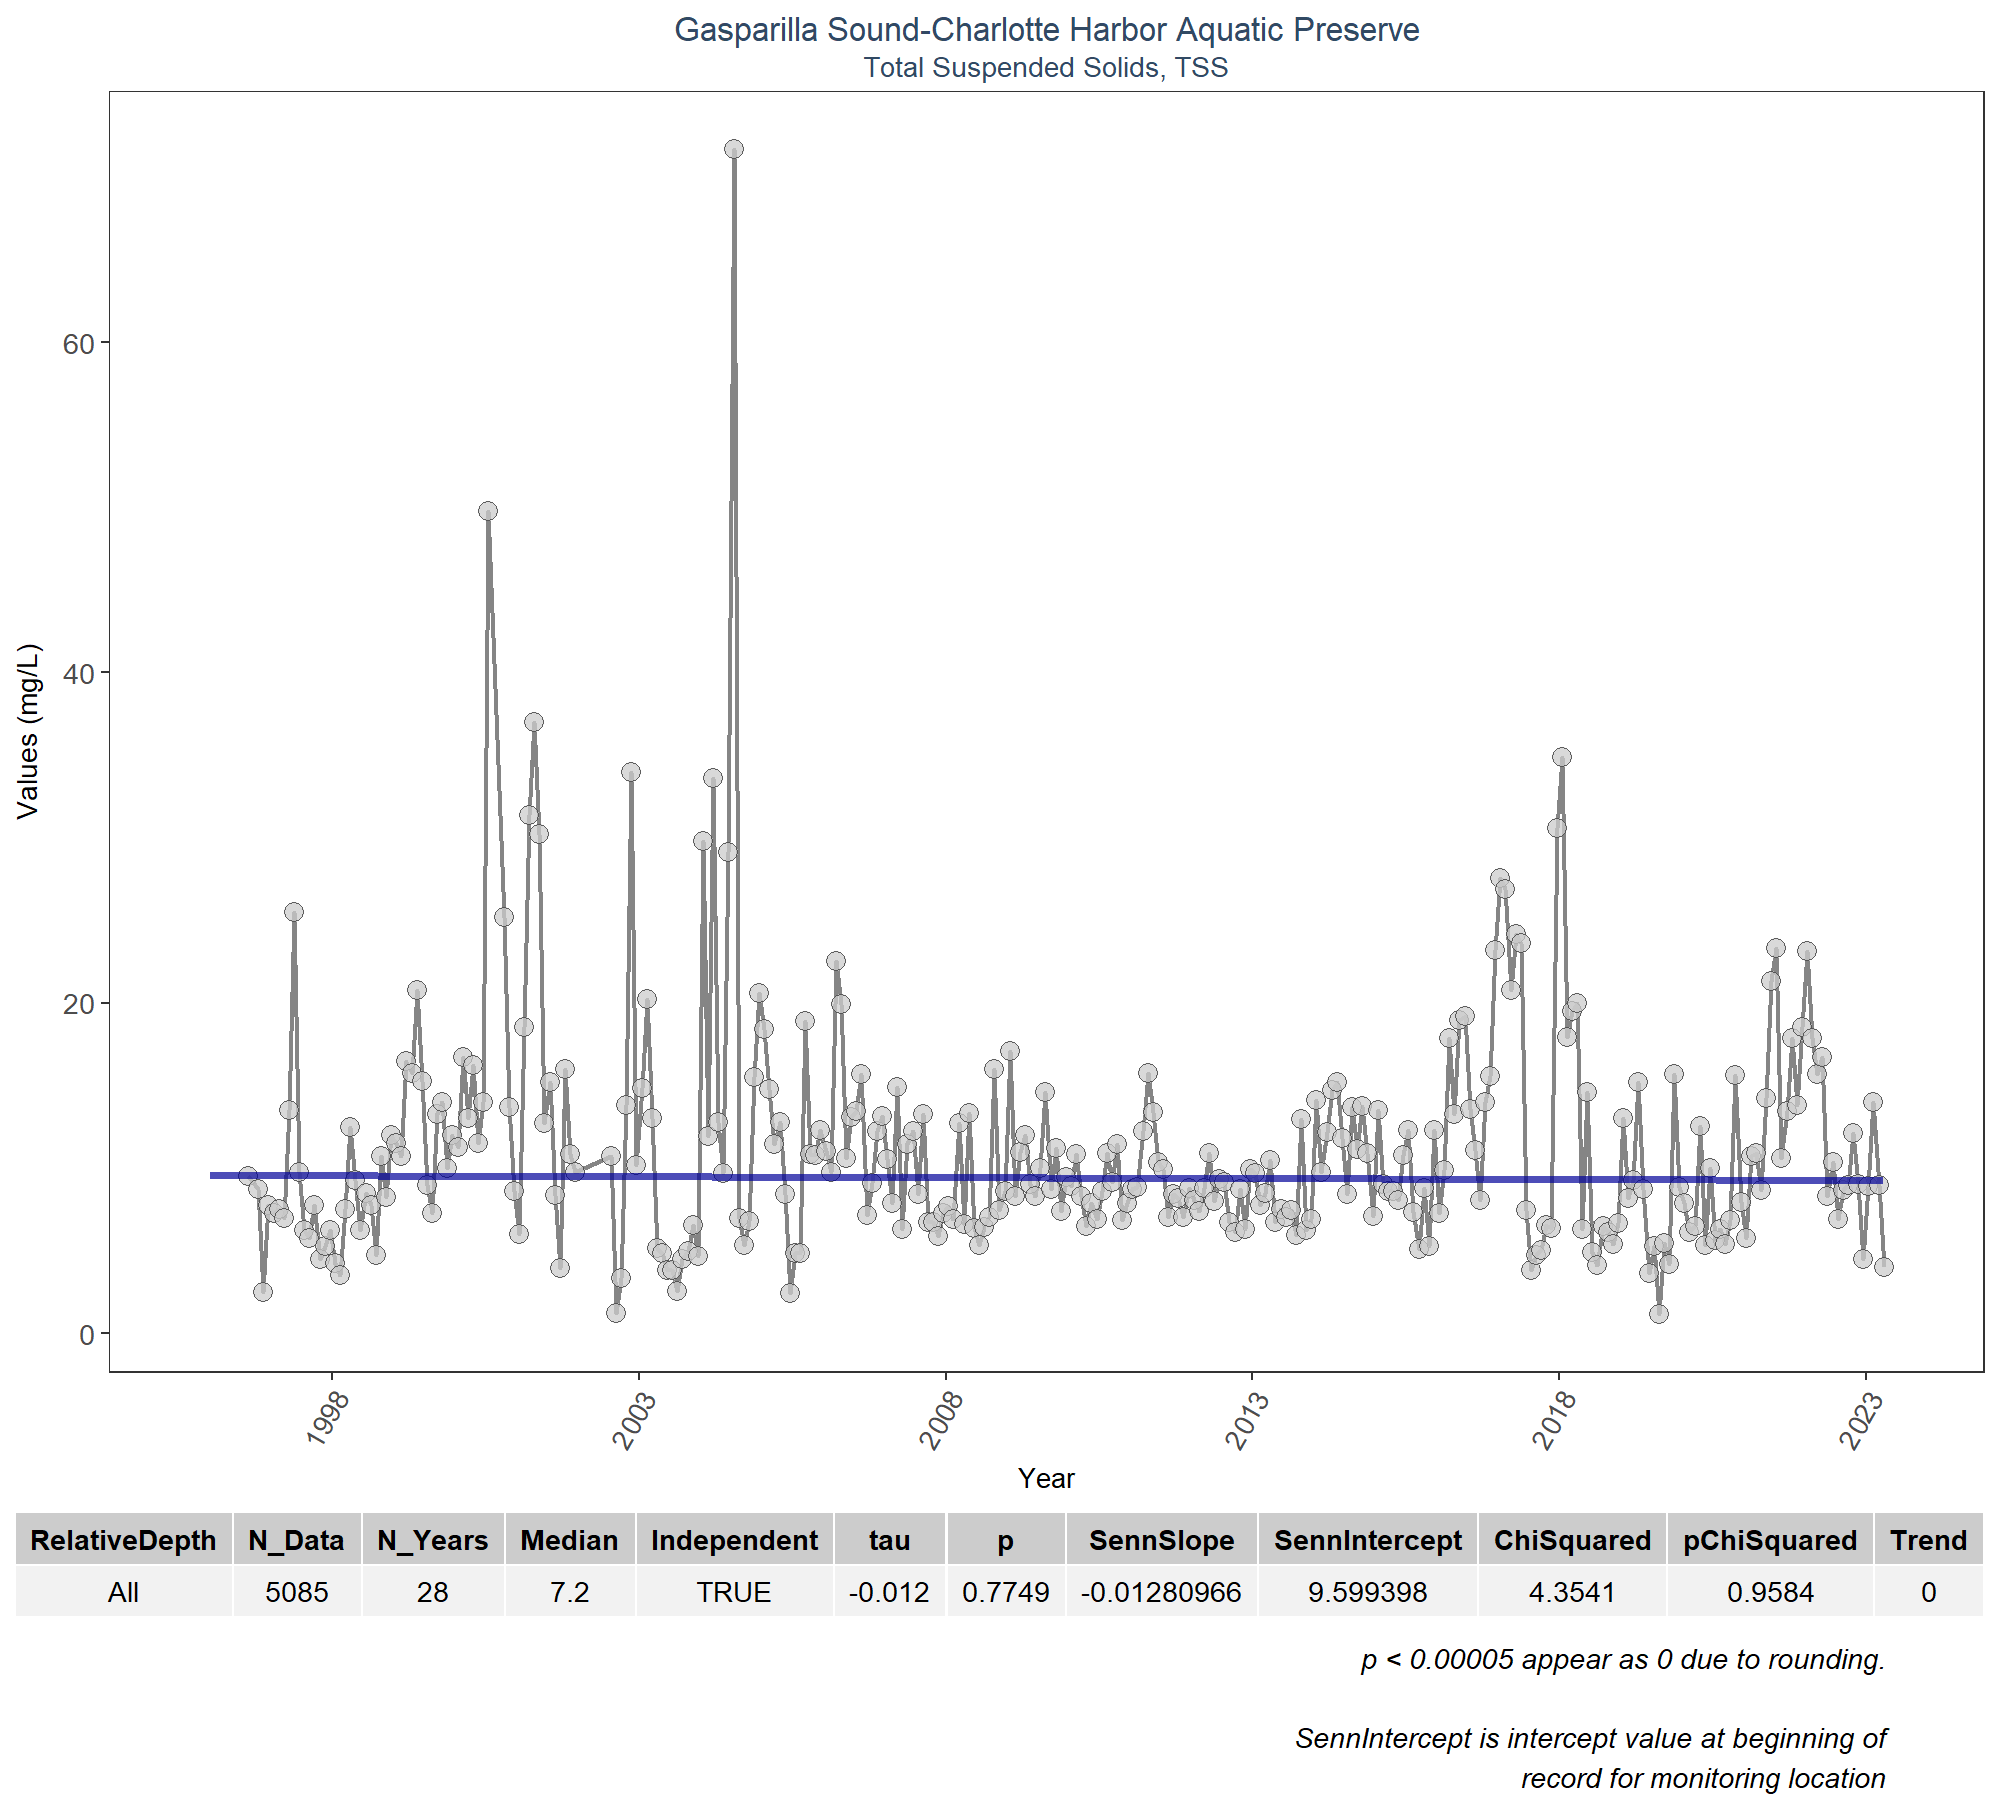 Gasparilla Sound-Charlotte Harbor Aquatic Preserve
Total Suspended Solids, TSS
Values (mg/L)
60
40
20
0
1998 2003 2008 2013 2018 2023
Year
RelativeDepth N_Data N_Years Median Independent tau p SennSlope SennIntercept ChiSquared pChiSquared Trend
All 5085 28 7.2 TRUE -0.012 0.7749 -0.01280966 9.599398 4.3541 0.9584 0
p < 0.00005 appear as 0 due to rounding.
SennIntercept is intercept value at beginning of
record for monitoring location